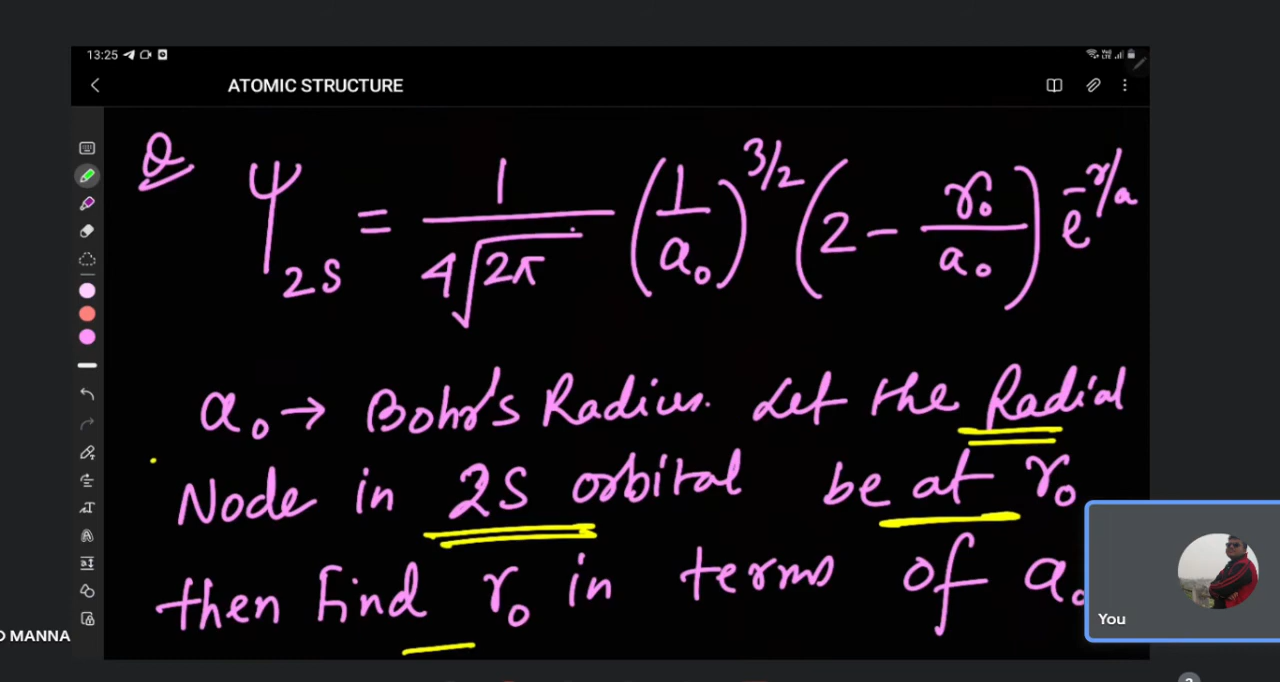 13:25
ATOMIC STRUCTURE
Q ψ2s = 1/4√2π (1/a₀)^3/2 (2 - r₀/a₀) e^-r/a
a₀ → Bohr's Radius. Let the Radial
Node in 2S orbital be at r₀
then find r₀ in terms of a₀
You
MANNA